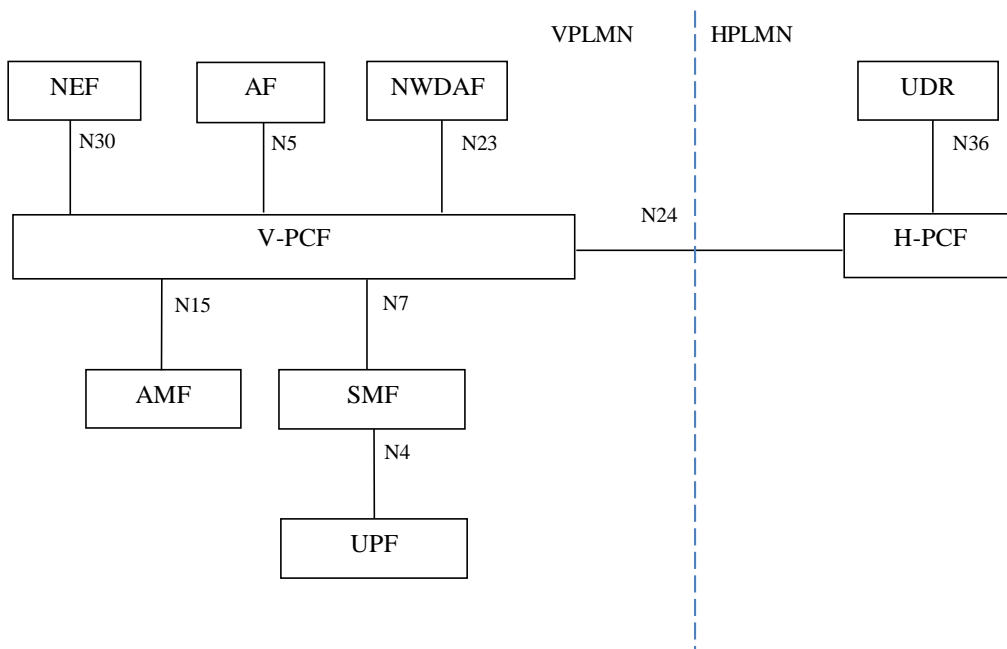 VPLMN
HPLMN
NEF
AF
NWDAF
UDR
N30
N5
N23
N36
V-PCF
N24
H-PCF
N15
N7
AMF
SMF
N4
UPF